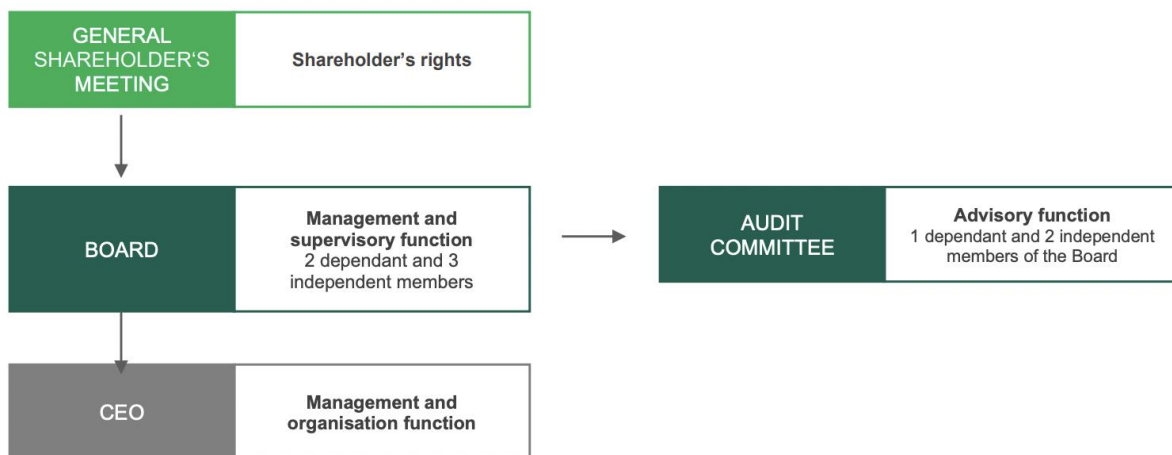 GENERAL
SHAREHOLDER‘S
MEETING
Shareholder’s rights
BOARD
Management and
supervisory function
2 dependant and 3
independent members
AUDIT
COMMITTEE
Advisory function
1 dependant and 2 independent
members of the Board
CEO
Management and
organisation function